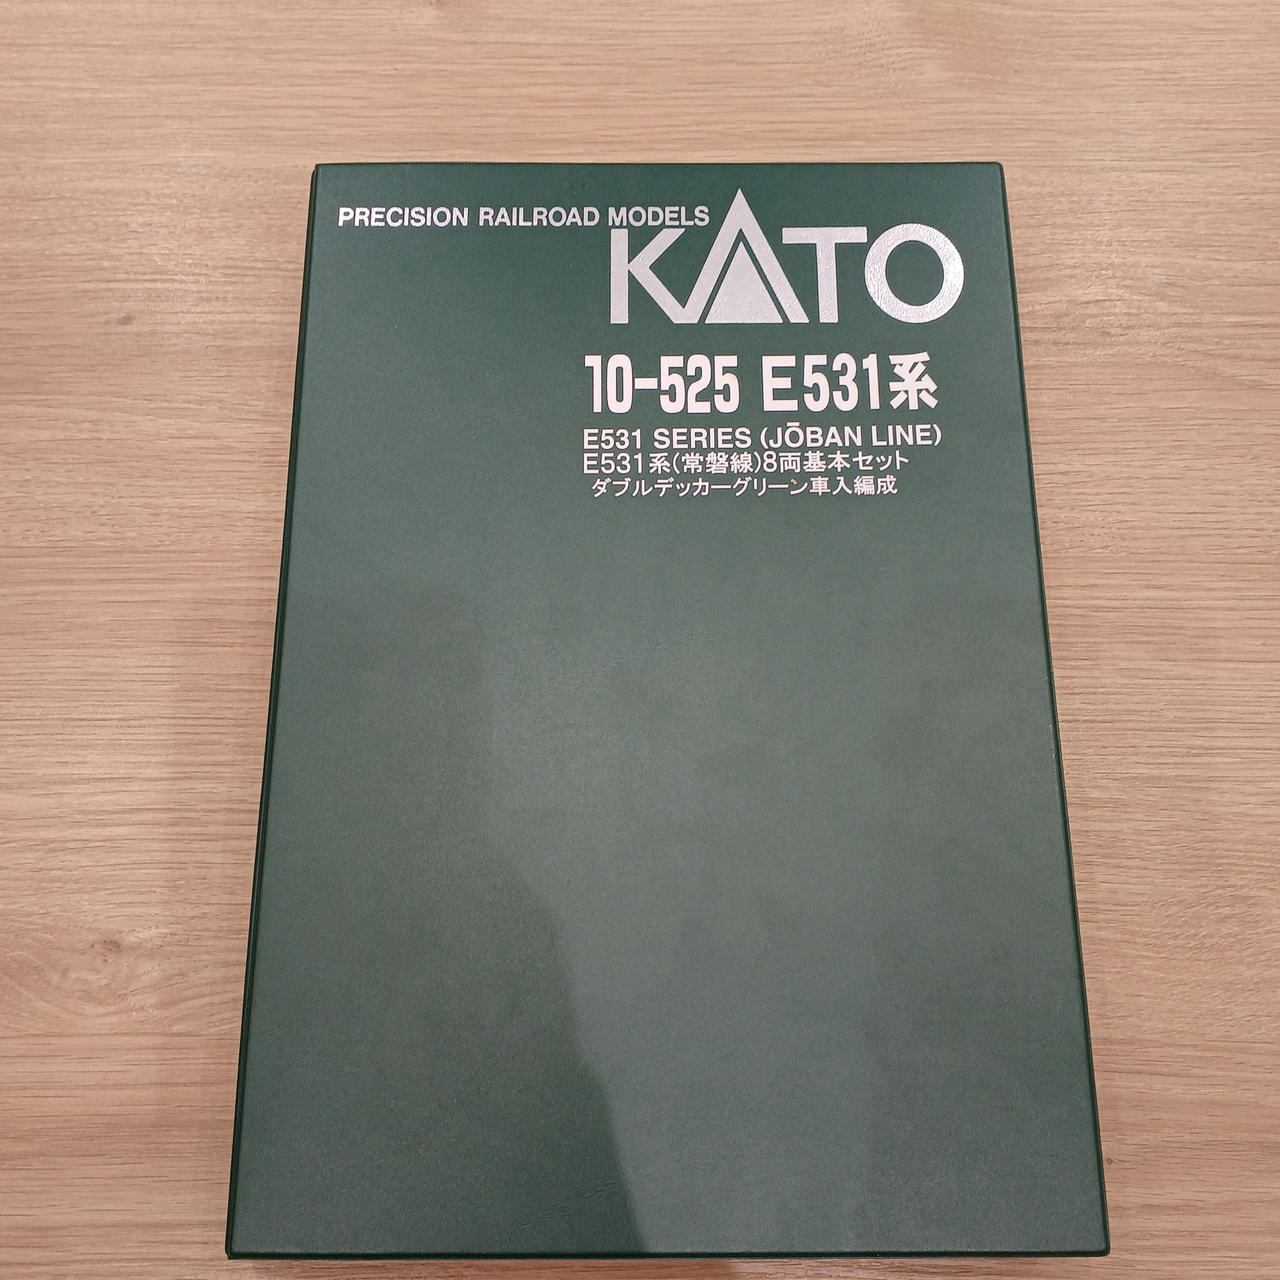 PRECISION RAILROAD MODELS
KATO
10-525 E531系
E531 SERIES (JŌBAN LINE)
E531系(常磐線)8両基本セット
ダブルデッカーグリーン車入編成